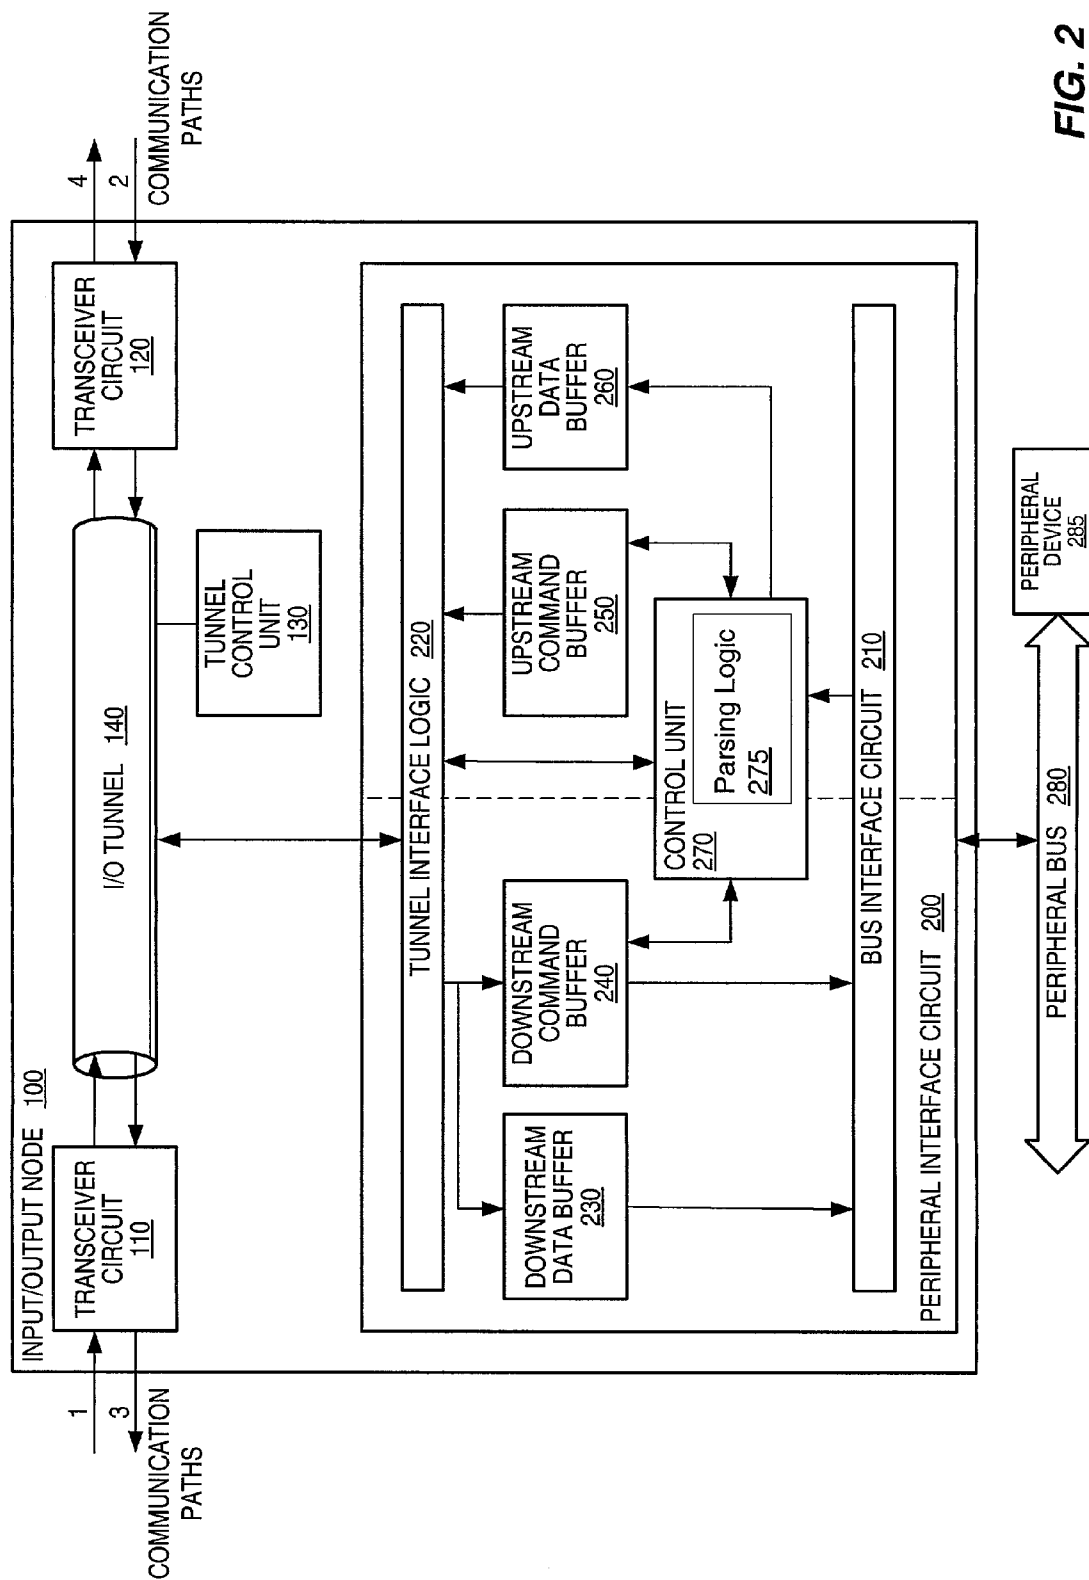 INPUT/OUTPUT NODE 100
1
3
COMMUNICATION
PATHS
TRANSCEIVER
CIRCUIT
110
I/O TUNNEL 140
TRANSCEIVER
CIRCUIT
120
4
2
COMMUNICATION
PATHS
TUNNEL
CONTROL
UNIT
130
TUNNEL INTERFACE LOGIC 220
DOWNSTREAM
DATA BUFFER
230
DOWNSTREAM
COMMAND
BUFFER
240
UPSTREAM
COMMAND
BUFFER
250
UPSTREAM
DATA
BUFFER
260
CONTROL UNIT
270
Parsing Logic
275
BUS INTERFACE CIRCUIT 210
PERIPHERAL INTERFACE CIRCUIT 200
PERIPHERAL BUS 280
PERIPHERAL
DEVICE
285
FIG. 2